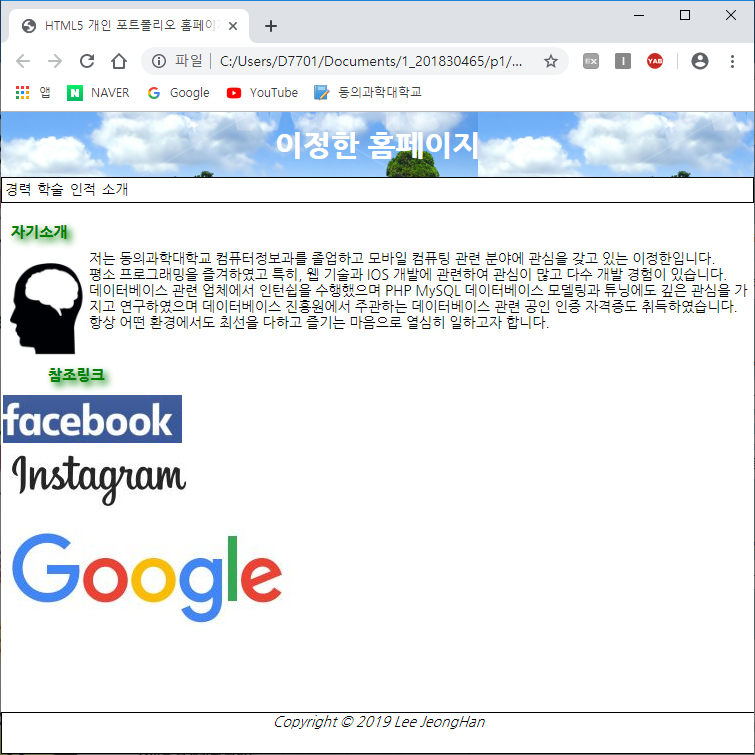 HTML5 개인 포트폴리오 홈페이지
파일 | C:/Users/D7701/Documents/1_201830465/p1/...
EX
YAB
앱 NAVER Google YouTube 동의과학대학교
이정한 홈페이지
경력 학술 인적 소개
자기소개
저는 동의과학대학교 컴퓨터정보과를 졸업하고 모바일 컴퓨팅 관련 분야에 관심을 갖고 있는 이정한입니다.
평소 프로그래밍을 즐겨하였고 특히, 웹 기술과 IOS 개발에 관련하여 관심이 많고 다수 개발 경험이 있습니다.
데이터베이스 관련 업체에서 인턴쉽을 수행했으며 PHP MySQL 데이터베이스 모델링과 튜닝에도 깊은 관심을 가
지고 연구하였으며 데이터베이스 진흥원에서 주관하는 데이터베이스 관련 공인 인증 자격증도 취득하였습니다.
항상 어떤 환경에서도 최선을 다하고 즐기는 마음으로 열심히 일하고자 합니다.
참조링크
facebook
Instagram
Google
Copyright © 2019 Lee JeongHan